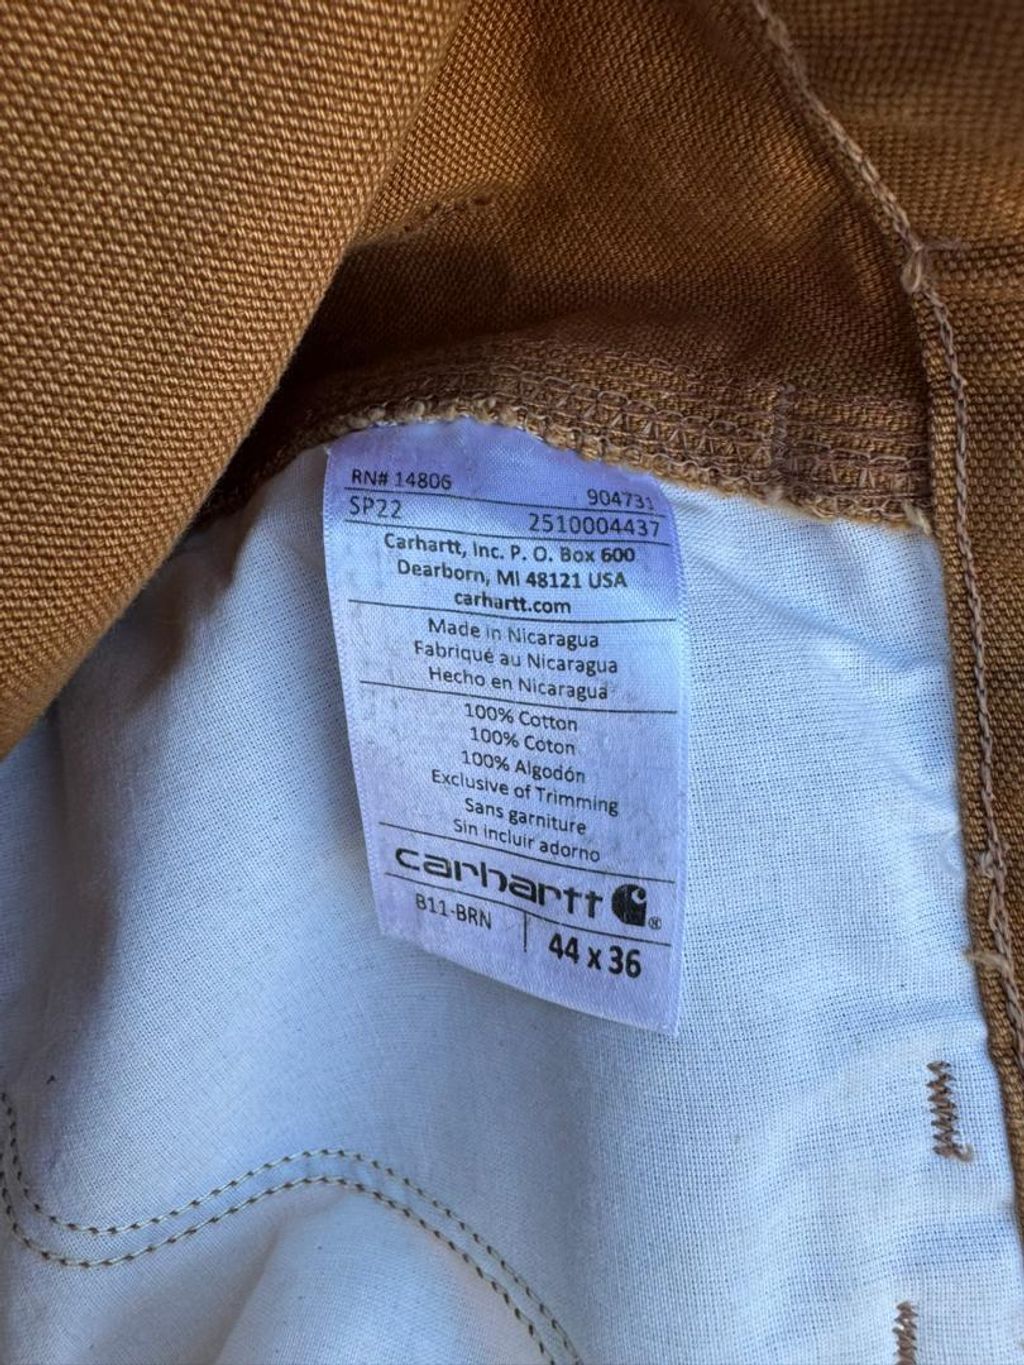 RN# 14806 904731
SP22 2510004437
Carhartt, Inc. P. O. Box 600
Dearborn, MI 48121 USA
carhartt.com
Made in Nicaragua
Fabriqué au Nicaragua
Hecho en Nicaragua
100% Cotton
100% Coton
100% Algodón
Exclusive of Trimming
Sans garniture
Sin incluir adorno
carhartt ®
B11-BRN 44 x 36